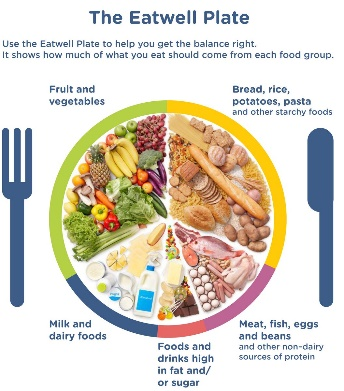 The Eatwell Plate
Use the Eatwell Plate to help you get the balance right.
It shows how much of what you eat should come from each food group.
Fruit and
vegetables
Bread, rice,
potatoes, pasta
and other starchy foods
Milk and
dairy foods
Foods and
drinks high
in fat and/
or sugar
Meat, fish, eggs
and beans
and other non-dairy
sources of protein